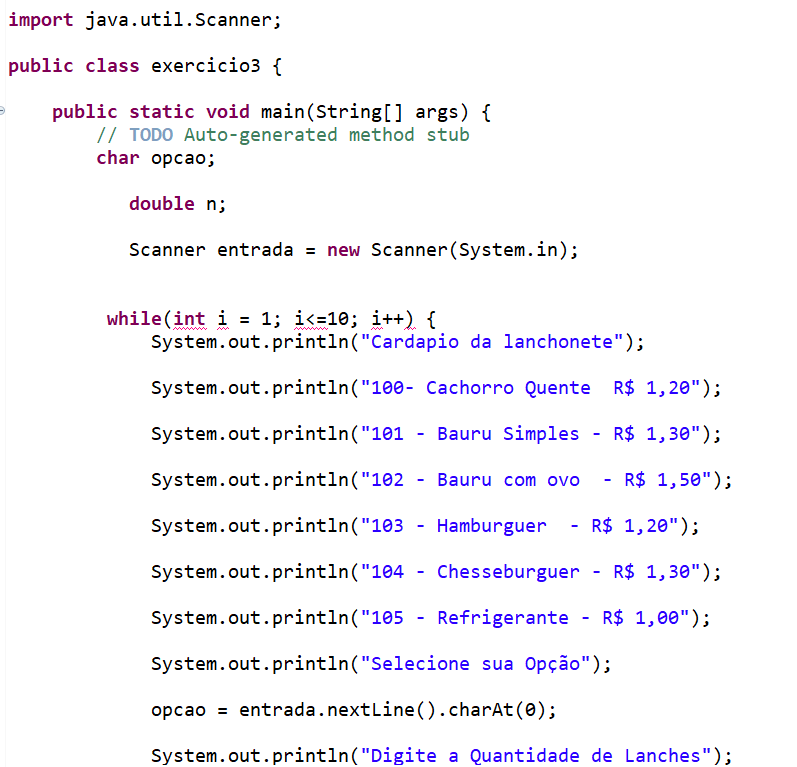 import java.util.Scanner;
public class exercicio3 {
public static void main(String[] args) {
// TODO Auto-generated method stub
char opcao;
double n;
Scanner entrada = new Scanner(System.in);
while(int i = 1; i<=10; i++) {
System.out.println("Cardapio da lanchonete");
System.out.println("100- Cachorro Quente  R$ 1,20");
System.out.println("101 - Bauru Simples - R$ 1,30");
System.out.println("102 - Bauru com ovo  - R$ 1,50");
System.out.println("103 - Hamburguer  - R$ 1,20");
System.out.println("104 - Chesseburguer - R$ 1,30");
System.out.println("105 - Refrigerante - R$ 1,00");
System.out.println("Selecione sua Opção");
opcao = entrada.nextLine().charAt(0);
System.out.println("Digite a Quantidade de Lanches");